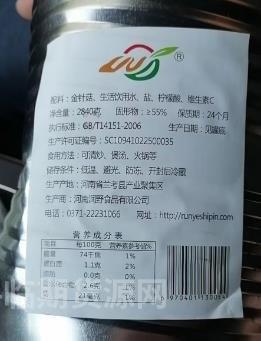 ®
配料：金针菇、生活饮用水、盐、柠檬酸、维生素C
净含量：2840克 固形物：≥55% 保质期：24个月
执行标准：GB/T14151-2006 生产日期：见罐底
生产许可证编号：SC10941022500035
食用方法：可清炒、煲汤、火锅等
储存条件：低温、避光、防冻、开封后冷藏
生产地址：河南省兰考县产业聚集区
生产商：河南润野食品有限公司
电话：0371-22231066 网址：http://runyeshipin.com
营养成分表
项目 每100克 营养素参考值%
能量 74千焦 1%
蛋白质 1.1克 2%
脂肪 0.0克 0%
2.6克 1%